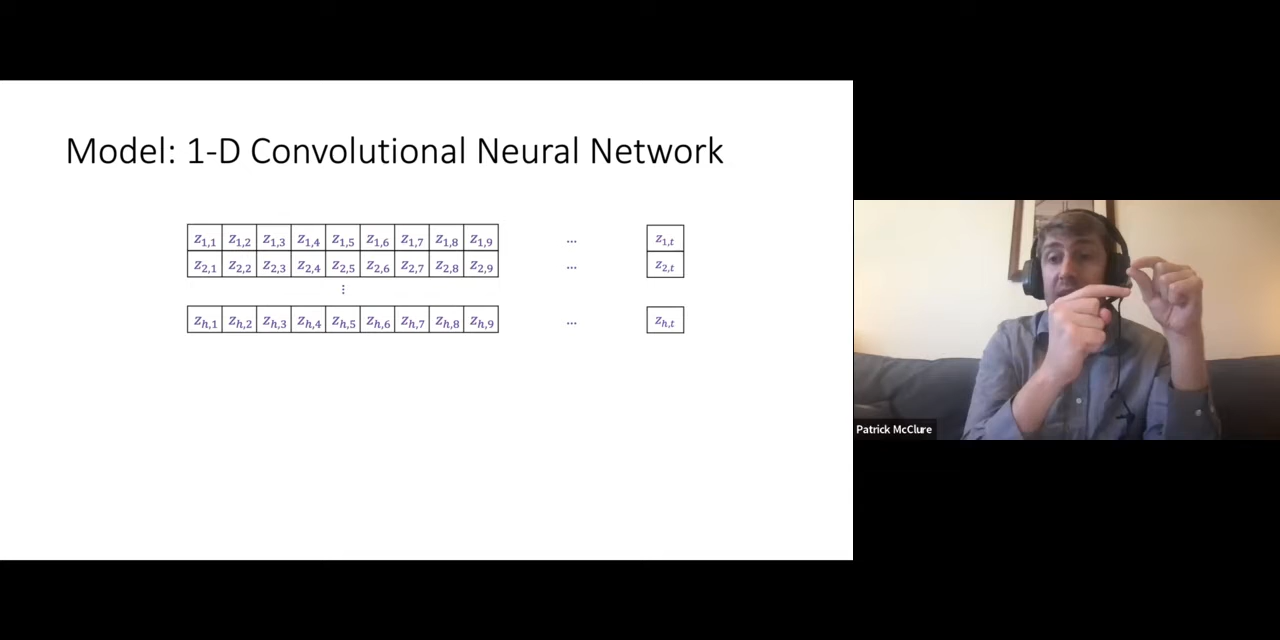 Model: 1-D Convolutional Neural Network
z1,1 z1,2 z1,3 z1,4 z1,5 z1,6 z1,7 z1,8 z1,9 ... z1,t
z2,1 z2,2 z2,3 z2,4 z2,5 z2,6 z2,7 z2,8 z2,9 ... z2,t
⋮
zh,1 zh,2 zh,3 zh,4 zh,5 zh,6 zh,7 zh,8 zh,9 ... zh,t
Patrick McClure